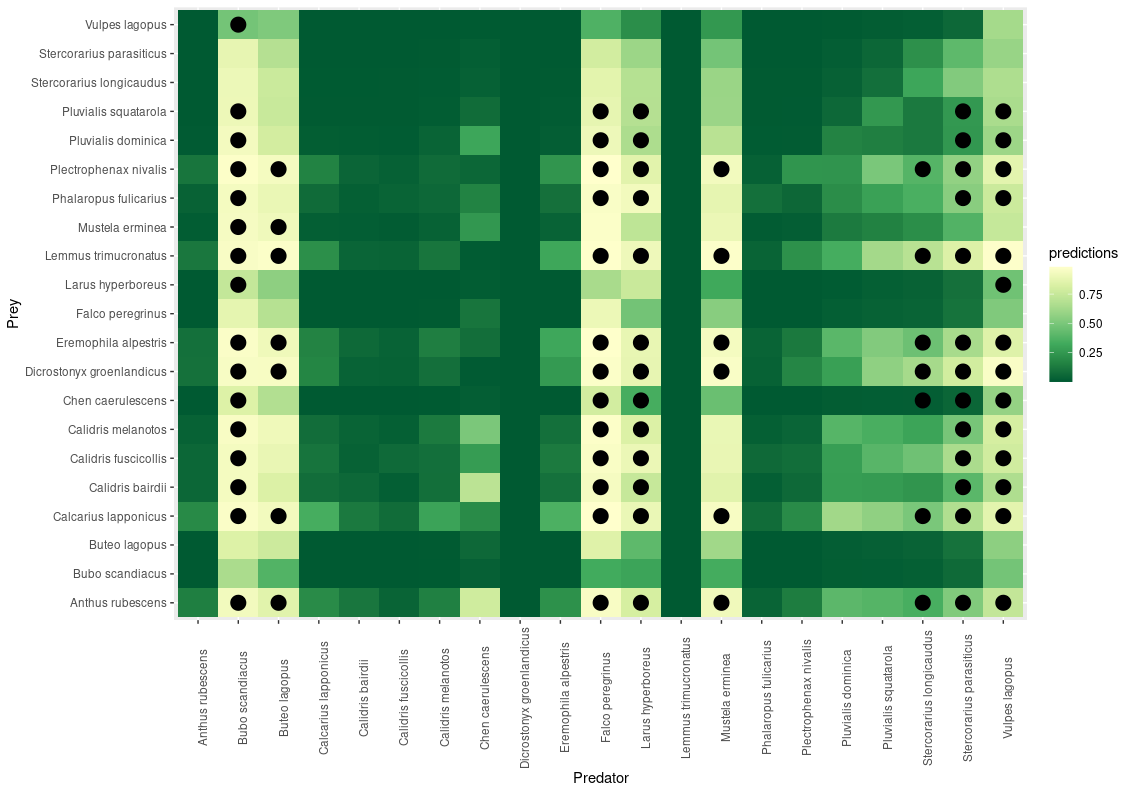 Vulpes lagopus
Stercorarius parasiticus
Stercorarius longicaudus
Pluvialis squatarola
Pluvialis dominica
Plectrophenax nivalis
Phalaropus fulicarius
Mustela erminea
Lemmus trimucronatus
Larus hyperboreus
Falco peregrinus
Eremophila alpestris
Dicrostonyx groenlandicus
Chen caerulescens
Calidris melanotos
Calidris fuscicollis
Calidris bairdii
Calcarius lapponicus
Buteo lagopus
Bubo scandiacus
Anthus rubescens
Prey
Anthus rubescens
Bubo scandiacus
Buteo lagopus
Calcarius lapponicus
Calidris bairdii
Calidris fuscicollis
Calidris melanotos
Chen caerulescens
Dicrostonyx groenlandicus
Eremophila alpestris
Falco peregrinus
Larus hyperboreus
Lemmus trimucronatus
Mustela erminea
Phalaropus fulicarius
Plectrophenax nivalis
Pluvialis dominica
Pluvialis squatarola
Stercorarius longicaudus
Stercorarius parasiticus
Vulpes lagopus
Predator
predictions
0.75
0.50
0.25